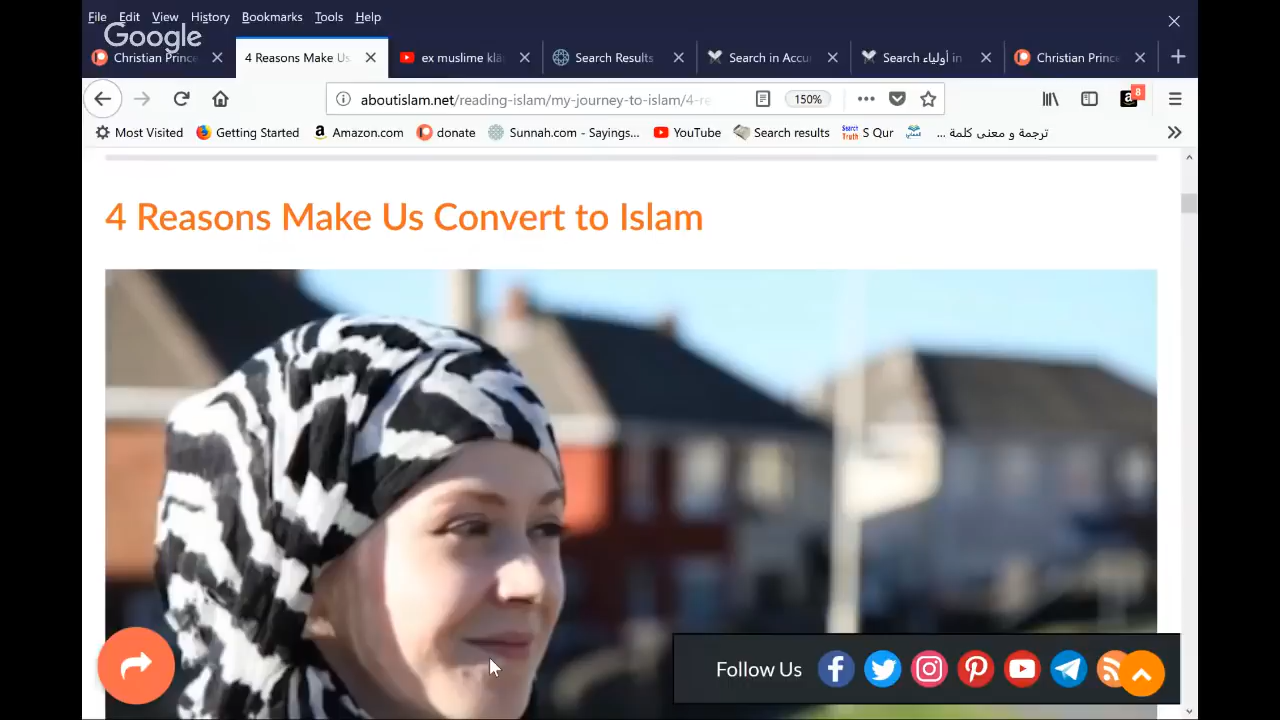 File Edit View History Bookmarks Tools Help
Google
Christian Prince
4 Reasons Make Us
ex muslime klä
Search Results
Search in Accu
Search أولياء in
Christian Prince
aboutislam.net/reading-islam/my-journey-to-islam/4-re
150%
8
Most Visited Getting Started Amazon.com donate Sunnah.com - Sayings... YouTube Search results S Qur ترجمة و معنى كلمة ...
4 Reasons Make Us Convert to Islam
Follow Us